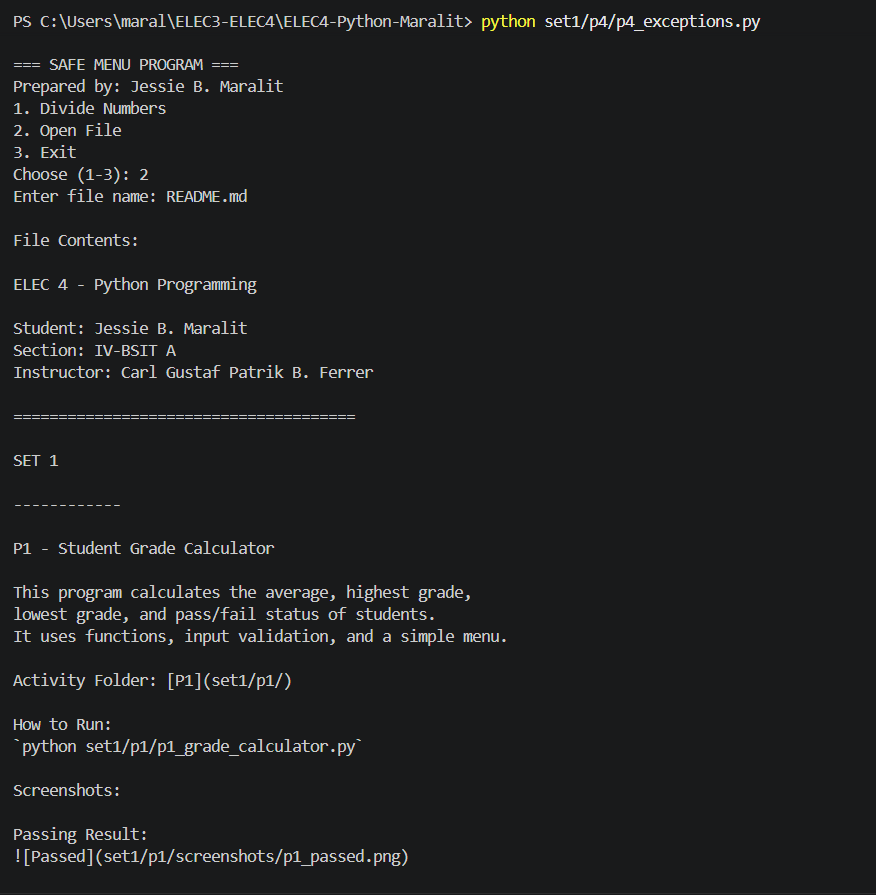 PS C:\Users\maral\ELEC3-ELEC4\ELEC4-Python-Maralit> python set1/p4/p4_exceptions.py
=== SAFE MENU PROGRAM ===
Prepared by: Jessie B. Maralit
1. Divide Numbers
2. Open File
3. Exit
Choose (1-3): 2
Enter file name: README.md
File Contents:
ELEC 4 - Python Programming
Student: Jessie B. Maralit
Section: IV-BSIT A
Instructor: Carl Gustaf Patrik B. Ferrer
======================================
SET 1
------------
P1 - Student Grade Calculator
This program calculates the average, highest grade,
lowest grade, and pass/fail status of students.
It uses functions, input validation, and a simple menu.
Activity Folder: [P1](set1/p1/)
How to Run:
`python set1/p1/p1_grade_calculator.py`
Screenshots:
Passing Result:
![Passed](set1/p1/screenshots/p1_passed.png)